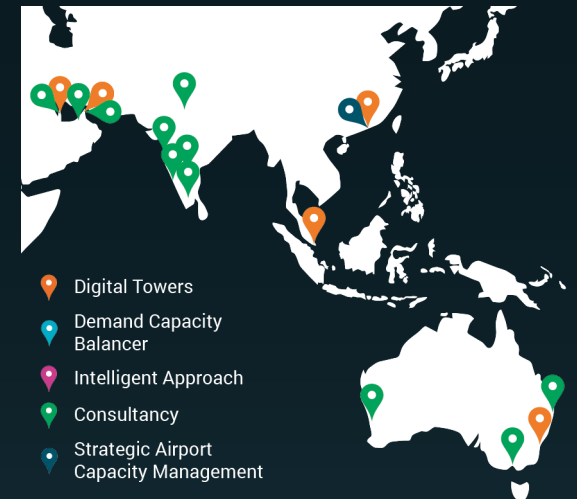 Digital Towers
Demand Capacity
Balancer
Intelligent Approach
Consultancy
Strategic Airport
Capacity Management